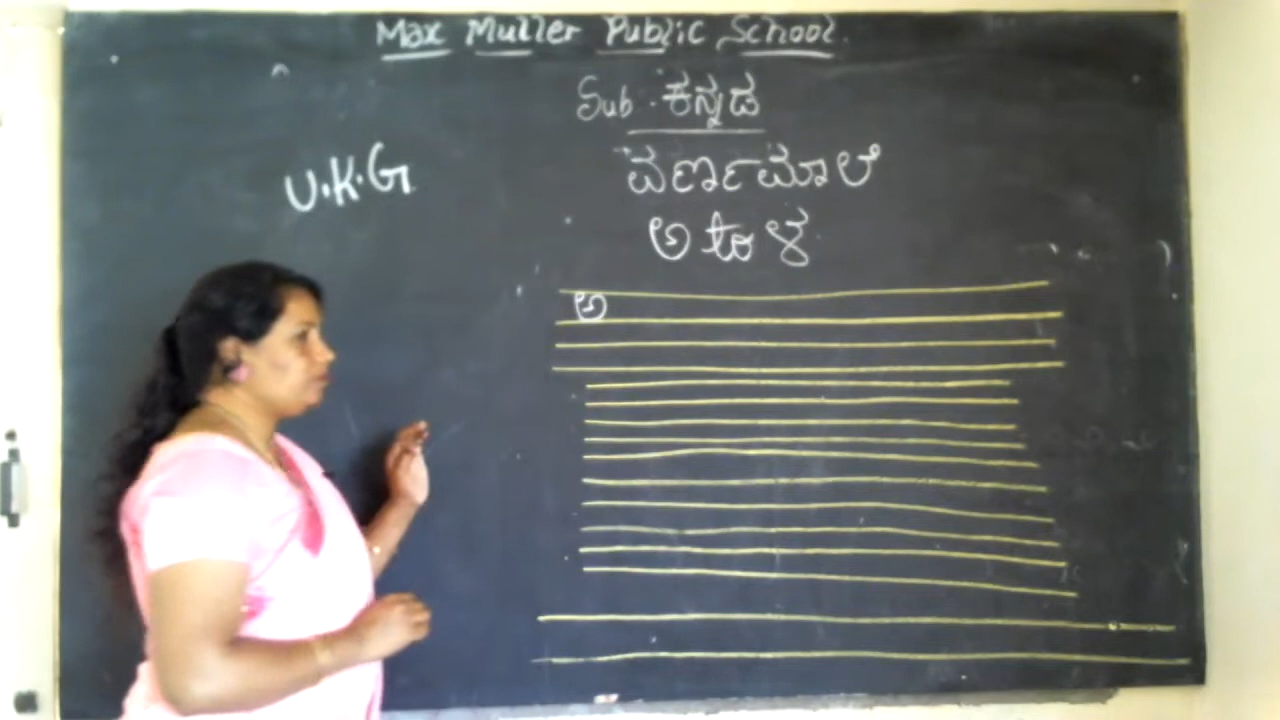 Max Muller Public School.
Sub. ಕನ್ನಡ
U.K.G
ವರ್ಣಮಾಲೆ
ಅ ಳ
ಅ